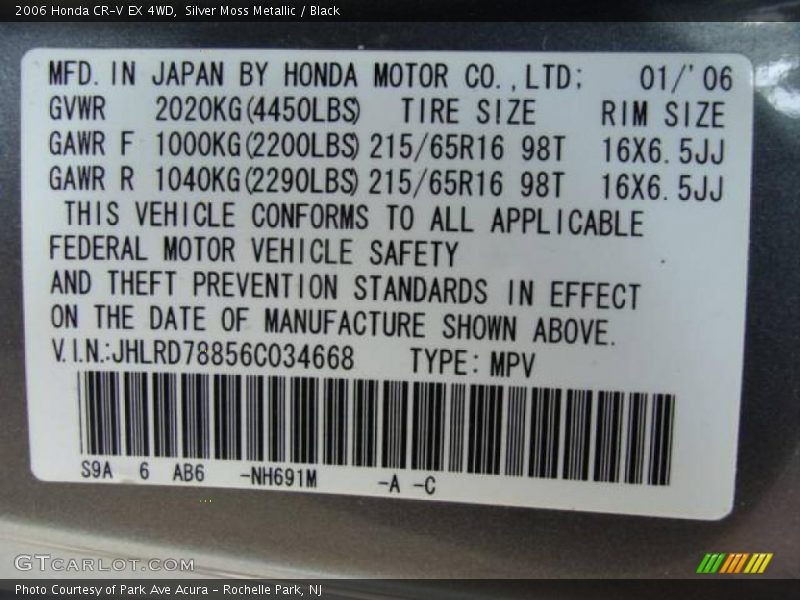 2006 Honda CR-V EX 4WD, Silver Moss Metallic / Black
MFD. IN JAPAN BY HONDA MOTOR CO.,LTD; 01/'06
GVWR 2020KG(4450LBS) TIRE SIZE RIM SIZE
GAWR F 1000KG(2200LBS) 215/65R16 98T 16X6.5JJ
GAWR R 1040KG(2290LBS) 215/65R16 98T 16X6.5JJ
THIS VEHICLE CONFORMS TO ALL APPLICABLE
FEDERAL MOTOR VEHICLE SAFETY
AND THEFT PREVENTION STANDARDS IN EFFECT
ON THE DATE OF MANUFACTURE SHOWN ABOVE.
V.I.N.:JHLRD78856C034668 TYPE: MPV
S9A 6 AB6 -NH691M -A -C
GTCARLOT.COM
Photo Courtesy of Park Ave Acura - Rochelle Park, NJ